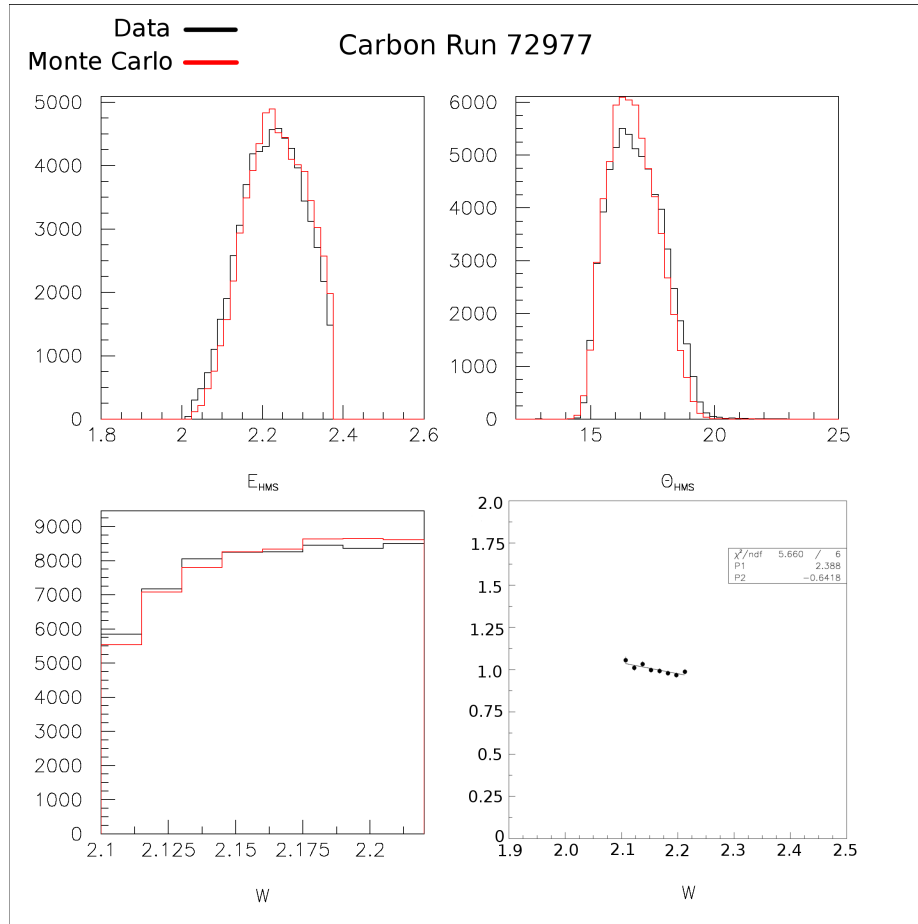 Data
Monte Carlo
Carbon Run 72977
5000
4000
3000
2000
1000
0
1.8 2 2.2 2.4 2.6
E_HMS
6000
5000
4000
3000
2000
1000
0
15 20 25
Θ_HMS
9000
8000
7000
6000
5000
4000
3000
2000
1000
0
2.1 2.125 2.15 2.175 2.2
W
2.0
1.75
1.5
1.25
1.0
0.75
0.5
0.25
0
1.9 2.0 2.1 2.2 2.3 2.4 2.5
χ²/ndf 5.660 / 6
P1 2.388
P2 −0.6418
W